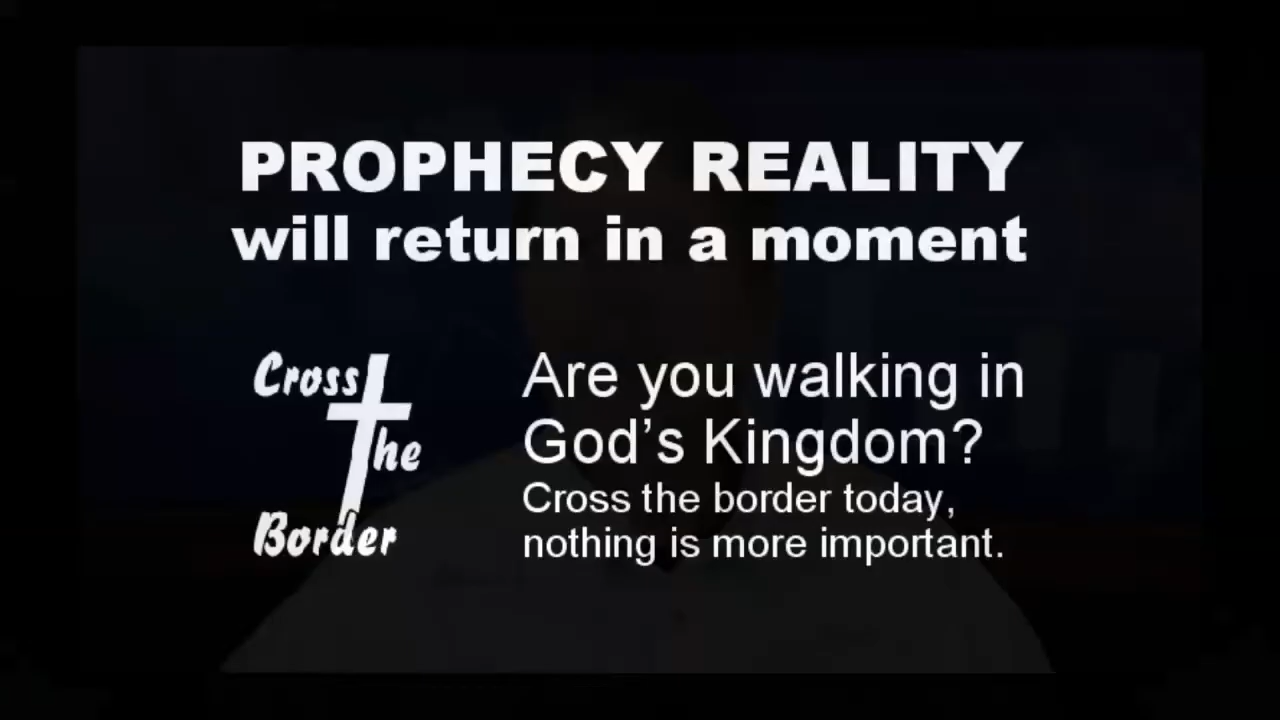 PROPHECY REALITY
will return in a moment
Cross
The
Border
Are you walking in
God’s Kingdom?
Cross the border today,
nothing is more important.